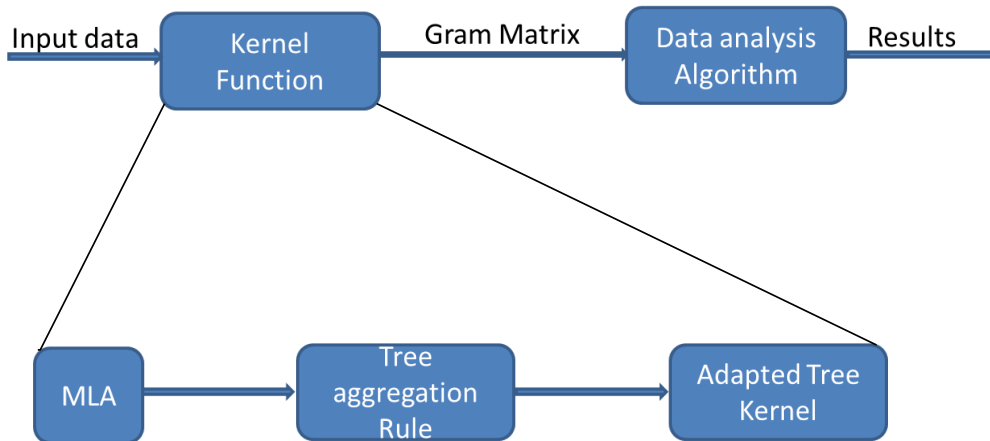 Input data
Kernel
Function
Gram Matrix
Data analysis
Algorithm
Results
MLA
Tree
aggregation
Rule
Adapted Tree
Kernel